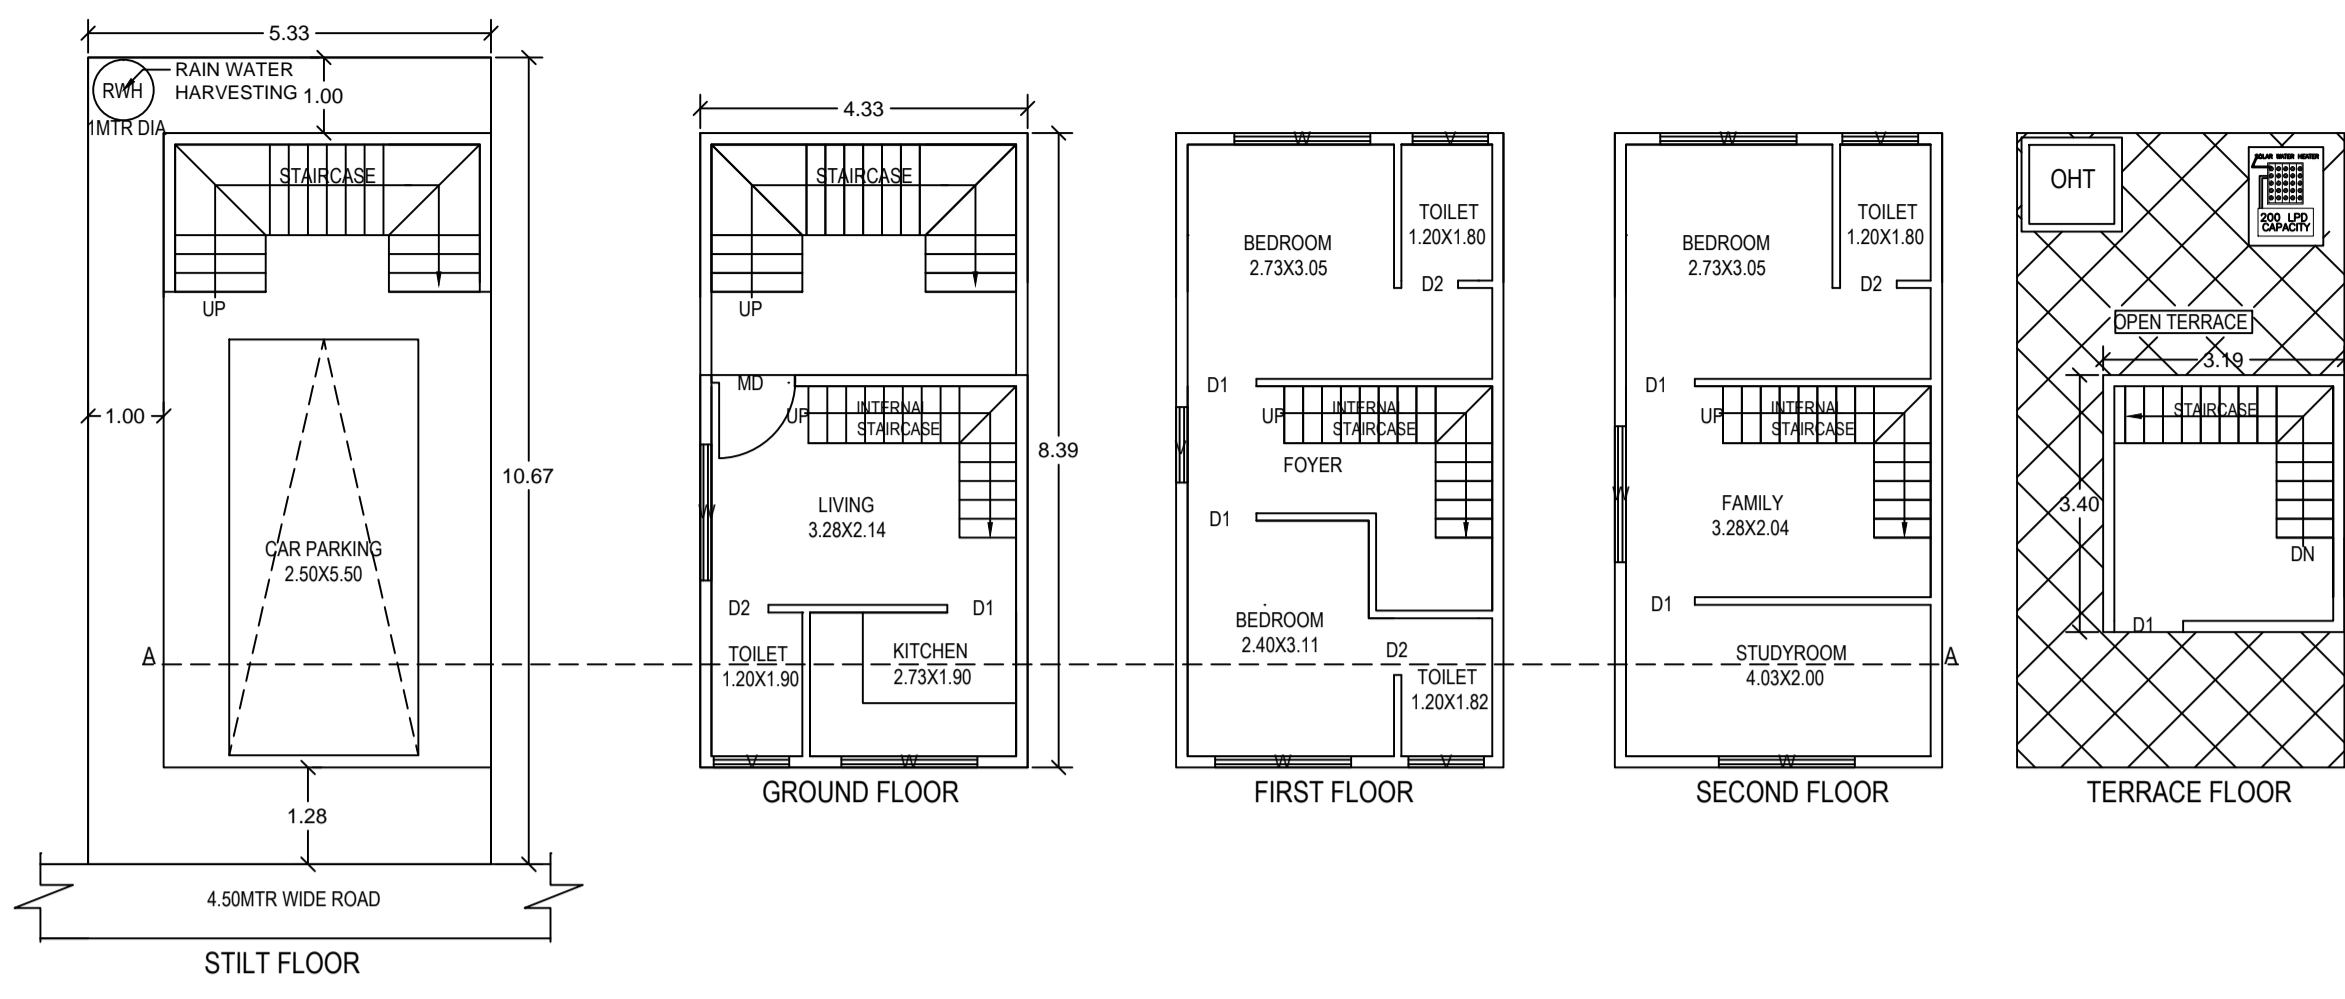 5.33
RWH
RAIN WATER
HARVESTING
1.00
1MTR DIA
STAIRCASE
UP
1.00
10.67
CAR PARKING
2.50X5.50
A
1.28
4.50MTR WIDE ROAD
STILT FLOOR
4.33
STAIRCASE
UP
MD
UP
INTERNAL
STAIRCASE
8.39
W
LIVING
3.28X2.14
D2
D1
TOILET
1.20X1.90
KITCHEN
2.73X1.90
V
W
GROUND FLOOR
W
V
BEDROOM
2.73X3.05
TOILET
1.20X1.80
D2
D1
UP
INTERNAL
STAIRCASE
V
FOYER
D1
BEDROOM
2.40X3.11
D2
TOILET
1.20X1.82
W
V
FIRST FLOOR
W
V
BEDROOM
2.73X3.05
TOILET
1.20X1.80
D2
D1
UP
INTERNAL
STAIRCASE
W
FAMILY
3.28X2.04
D1
STUDYROOM
4.03X2.00
A
W
SECOND FLOOR
OHT
SOLAR WATER HEATER
200 LPD
CAPACITY
OPEN TERRACE
3.19
STAIRCASE
3.40
DN
D1
TERRACE FLOOR